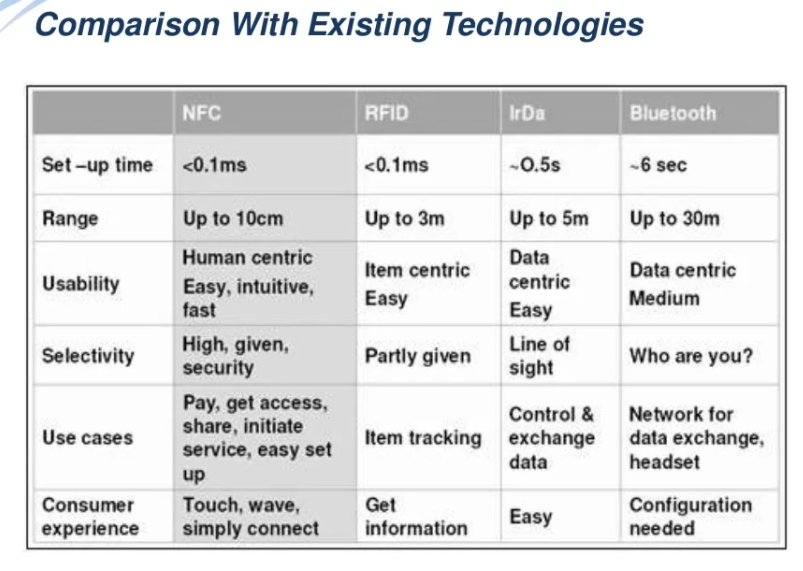 Comparison With Existing Technologies
NFC RFID IrDa Bluetooth
Set–up time <0.1ms <0.1ms ~0.5s ~6 sec
Range Up to 10cm Up to 3m Up to 5m Up to 30m
Usability
Human centric
Easy, intuitive,
fast
Item centric
Easy
Data
centric
Easy
Data centric
Medium
Selectivity
High, given,
security
Partly given
Line of
sight
Who are you?
Use cases
Pay, get access,
share, initiate
service, easy set
up
Item tracking
Control &
exchange
data
Network for
data exchange,
headset
Consumer
experience
Touch, wave,
simply connect
Get
information
Easy
Configuration
needed